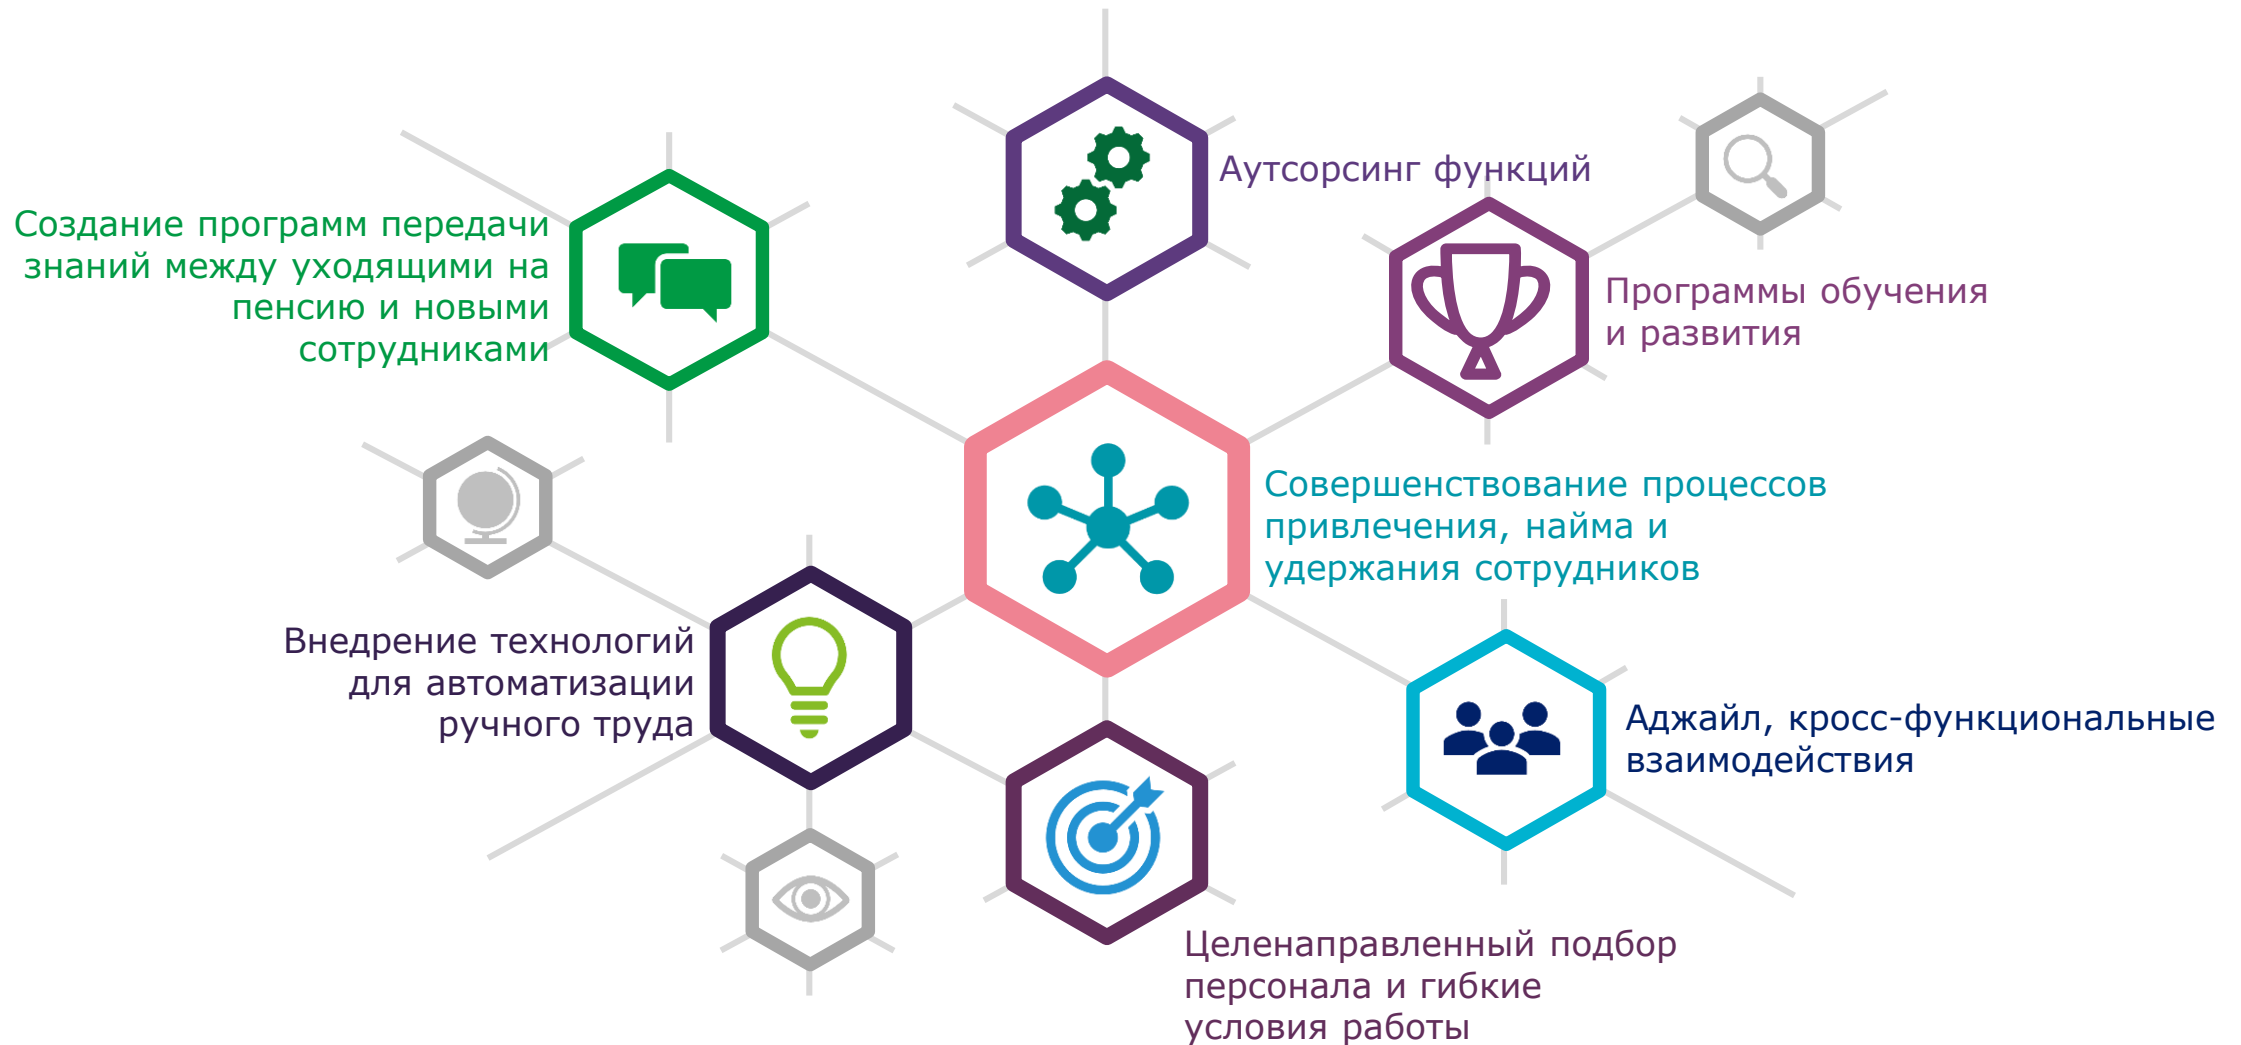 Аутсорсинг функций
Создание программ передачи
знаний между уходящими на
пенсию и новыми
сотрудниками
Программы обучения
и развития
Совершенствование процессов
привлечения, найма и
удержания сотрудников
Внедрение технологий
для автоматизации
ручного труда
Аджайл, кросс-функциональные
взаимодействия
Целенаправленный подбор
персонала и гибкие
условия работы